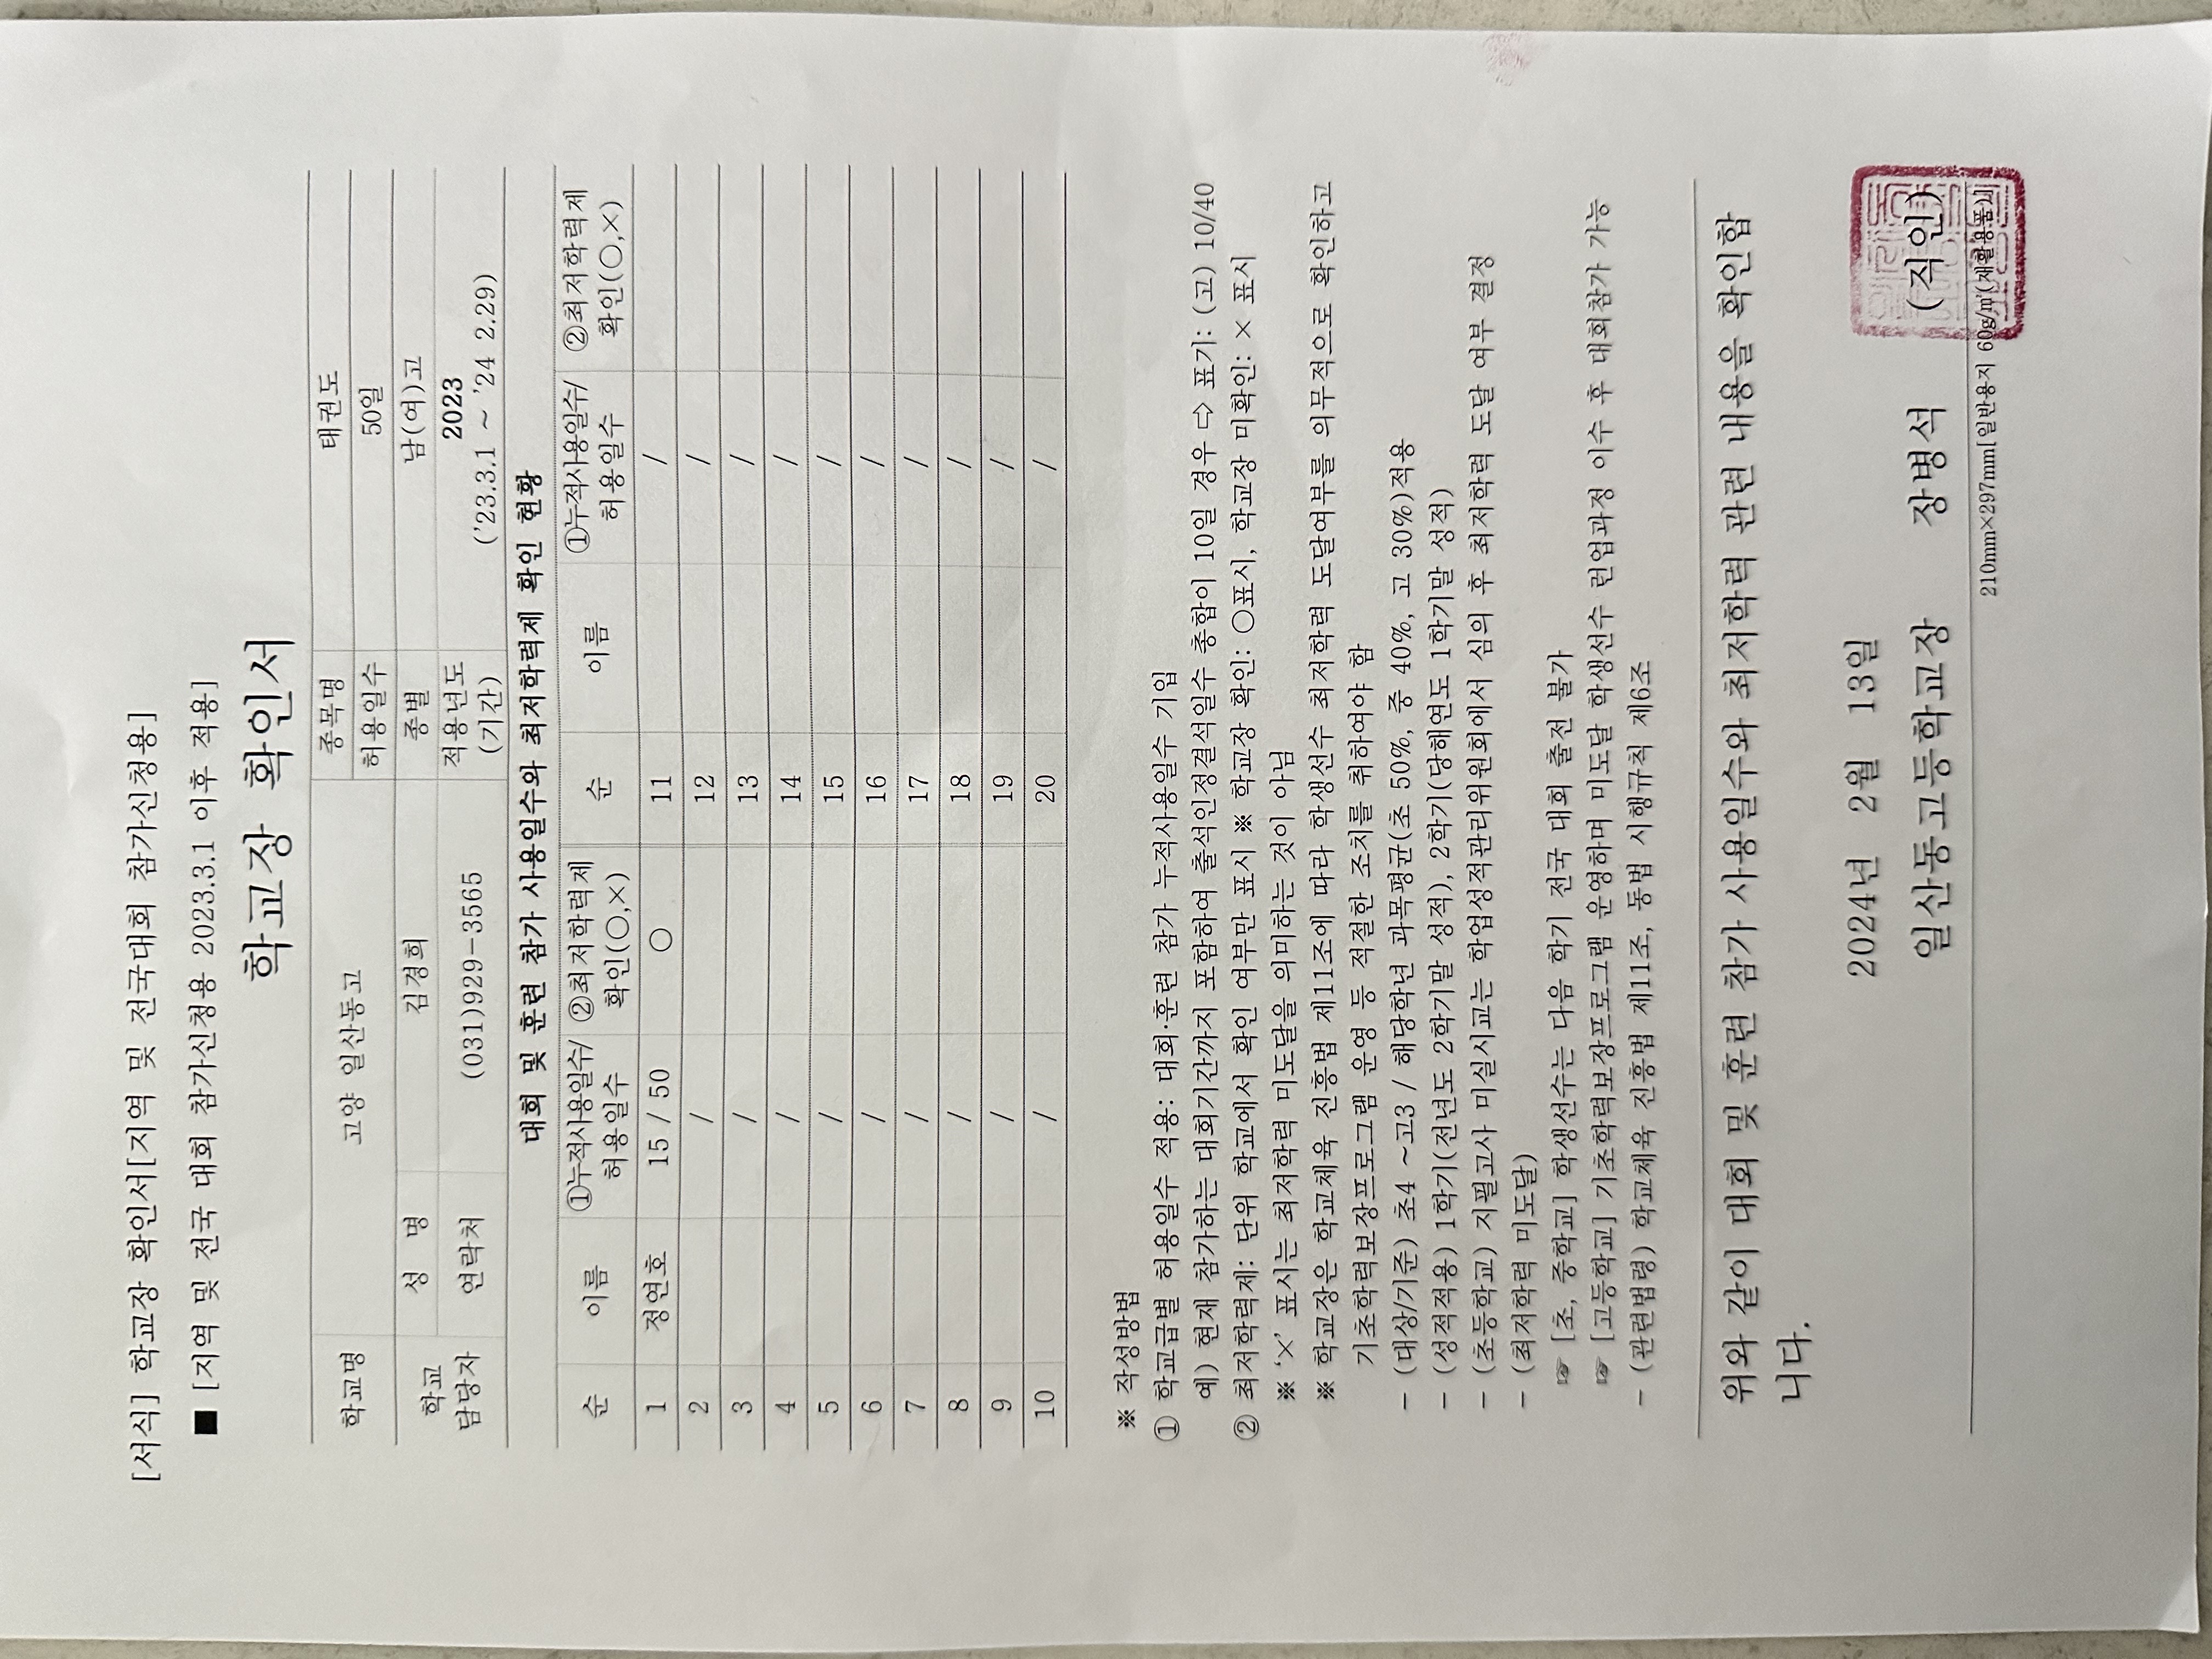 [서식] 학교장 확인서[지역 및 전국대회 참가신청용]
■ [지역 및 전국 대회 참가신청용 2023.3.1 이후 적용]
학교장 확인서
학교명 고양 일산동고 종목명 태권도
허용일수 50일
학교 담당자 성 명 김경희 종별 남(여)고
연락처 (031)929-3565 적용년도 (기간) 2023 ('23.3.1 ~ '24 2.29)
대회 및 훈련 참가 사용일수와 최저학력제 확인 현황
순 이름 ①누적사용일수/허용일수 ②최저학력제 확인(○,×) 순 이름 ①누적사용일수/허용일수 ②최저학력제 확인(○,×)
1 정연호 15 / 50 ○ 11 /
2 / 12 /
3 / 13 /
4 / 14 /
5 / 15 /
6 / 16 /
7 / 17 /
8 / 18 /
9 / 19 /
10 / 20 /
※ 작성방법
① 학교급별 허용일수 적용: 대회·훈련 참가 누적사용일수 기입
예) 현재 참가하는 대회기간까지 포함하여 출석인정결석일수 총합이 10일 경우 ⇨ 표기: (고) 10/40
② 최저학력제: 단위 학교에서 확인 여부만 표시 ※ 학교장 확인: ○표시, 학교장 미확인: × 표시
※ '×' 표시는 최저학력 미도달을 의미하는 것이 아님
※ 학교장은 학교체육 진흥법 제11조에 따라 학생선수 최저학력 도달여부를 의무적으로 확인하고
기초학력보장프로그램 운영 등 적절한 조치를 취하여야 함
- (대상/기준) 초4 ~고3 / 해당학년 과목평균(초 50%, 중 40%, 고 30%)적용
- (성적적용) 1학기(전년도 2학기말 성적), 2학기(당해연도 1학기말 성적)
- (초등학교) 지필고사 미실시교는 학업성적관리위원회에서 심의 후 최저학력 도달 여부 결정
- (최저학력 미도달)
☞ [초, 중학교] 학생선수는 다음 학기 전국 대회 출전 불가
☞ [고등학교] 기초학력보장프로그램 운영하며 미도달 학생선수 런업과정 이수 후 대회참가 가능
- (관련법령) 학교체육 진흥법 제11조, 동법 시행규칙 제6조
위와 같이 대회 및 훈련 참가 사용일수와 최저학력 관련 내용을 확인합
니다.
2024년 2월 13일
일산동고등학교장 장병석 (직인)
210mm×297mm[일반용지 60g/㎡(재활용품)]